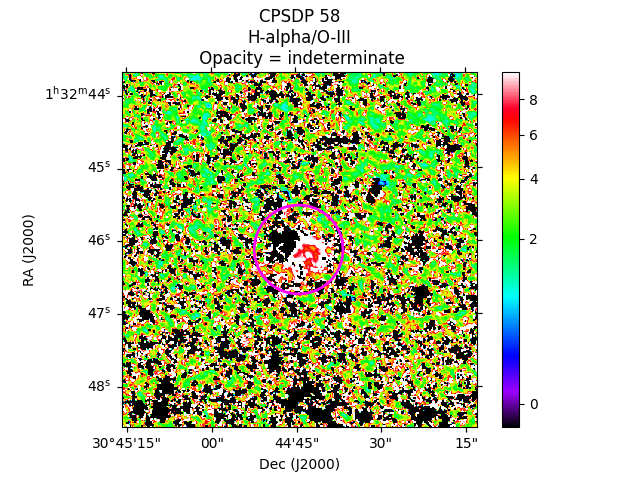 CPSDP 58
H-alpha/O-III
Opacity = indeterminate
1ʰ32ᵐ44ˢ
45ˢ
46ˢ
47ˢ
48ˢ
RA (J2000)
30°45'15" 00" 44'45" 30" 15"
Dec (J2000)
8
6
4
2
0